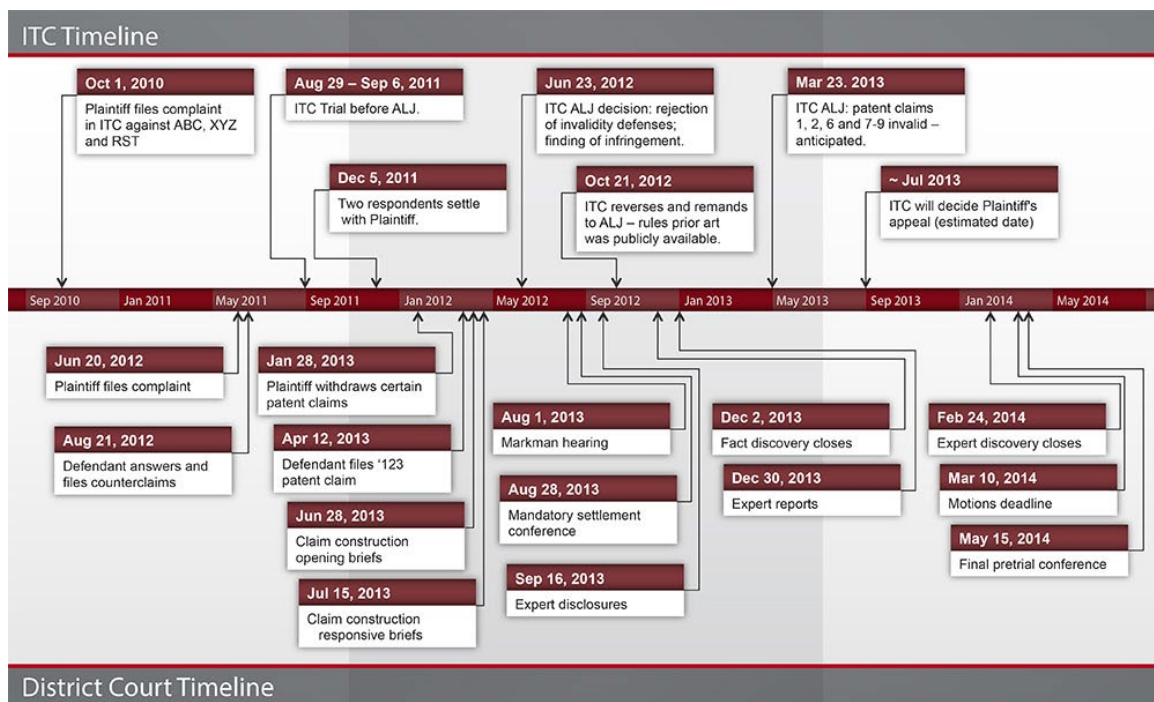 ITC Timeline
Oct 1, 2010
Plaintiff files complaint
in ITC against ABC, XYZ
and RST
Aug 29 – Sep 6, 2011
ITC Trial before ALJ.
Dec 5, 2011
Two respondents settle
with Plaintiff.
Jun 23, 2012
ITC ALJ decision: rejection
of invalidity defenses;
finding of infringement.
Oct 21, 2012
ITC reverses and remands
to ALJ – rules prior art
was publicly available.
Mar 23. 2013
ITC ALJ: patent claims
1, 2, 6 and 7-9 invalid –
anticipated.
~ Jul 2013
ITC will decide Plaintiff's
appeal (estimated date)
Sep 2010 Jan 2011 May 2011 Sep 2011 Jan 2012 May 2012 Sep 2012 Jan 2013 May 2013 Sep 2013 Jan 2014 May 2014
Jun 20, 2012
Plaintiff files complaint
Aug 21, 2012
Defendant answers and
files counterclaims
Jan 28, 2013
Plaintiff withdraws certain
patent claims
Apr 12, 2013
Defendant files ‘123
patent claim
Jun 28, 2013
Claim construction
opening briefs
Jul 15, 2013
Claim construction
responsive briefs
Aug 1, 2013
Markman hearing
Aug 28, 2013
Mandatory settlement
conference
Sep 16, 2013
Expert disclosures
Dec 2, 2013
Fact discovery closes
Dec 30, 2013
Expert reports
Feb 24, 2014
Expert discovery closes
Mar 10, 2014
Motions deadline
May 15, 2014
Final pretrial conference
District Court Timeline